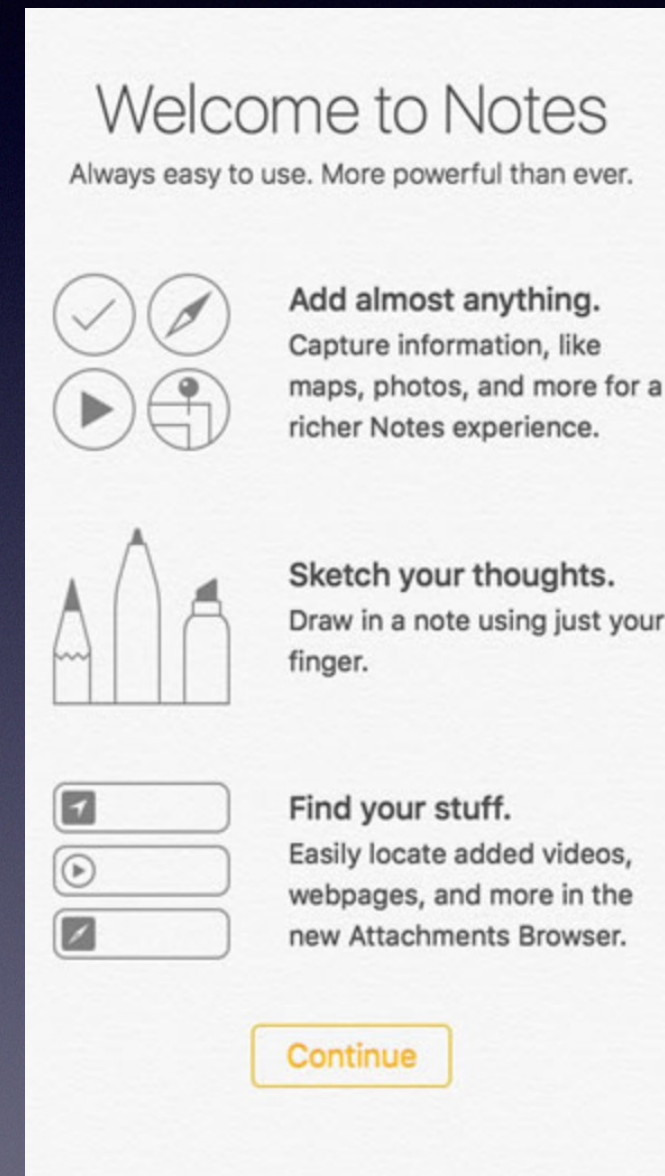 Welcome to Notes
Always easy to use. More powerful than ever.
Add almost anything.
Capture information, like
maps, photos, and more for a
richer Notes experience.
Sketch your thoughts.
Draw in a note using just your
finger.
Find your stuff.
Easily locate added videos,
webpages, and more in the
new Attachments Browser.
Continue